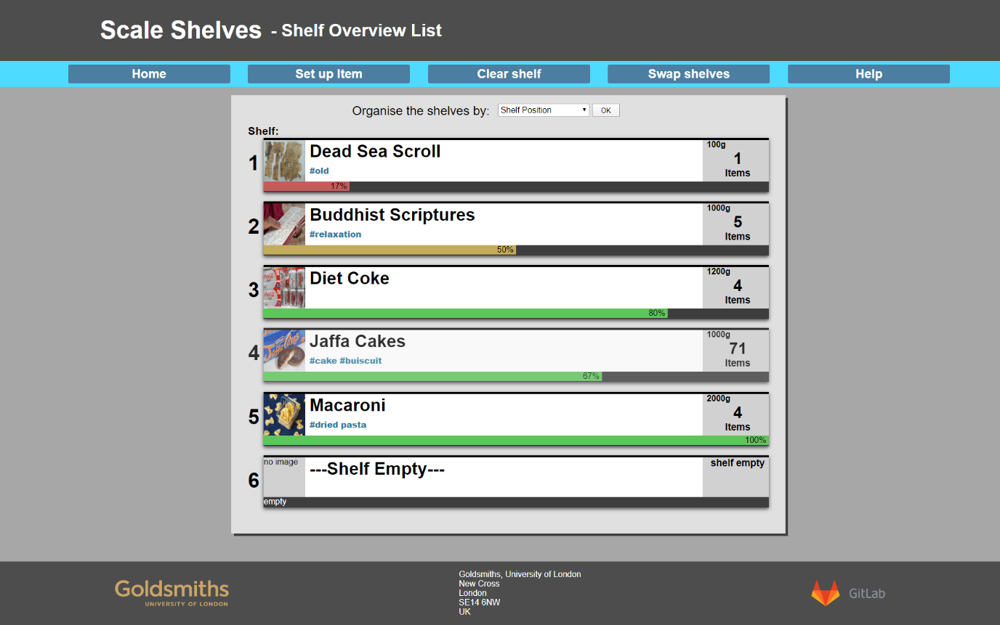 Scale Shelves - Shelf Overview List
Home Set up Item Clear shelf Swap shelves Help
Organise the shelves by: Shelf Position OK
Shelf:
1
Dead Sea Scroll
#old
100g
1
Items
17%
2
Buddhist Scriptures
#relaxation
1000g
5
Items
50%
3
Diet Coke
1200g
4
Items
80%
4
Jaffa Cakes
#cake #buiscuit
1000g
71
Items
67%
5
Macaroni
#dried pasta
2000g
4
Items
100%
6
no image
---Shelf Empty---
shelf empty
empty
Goldsmiths
UNIVERSITY OF LONDON
Goldsmiths, University of London
New Cross
London
SE14 6NW
UK
GitLab